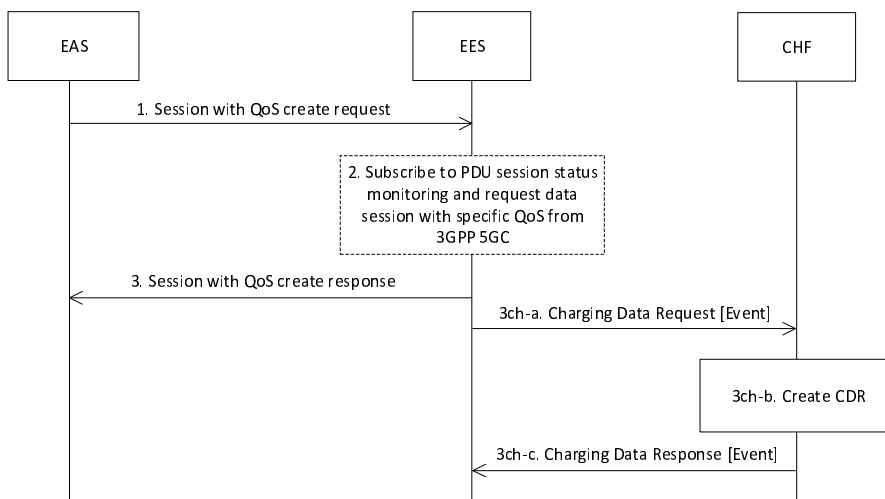 EAS
EES
CHF
1. Session with QoS create request
2. Subscribe to PDU session status
monitoring and request data
session with specific QoS from
3GPP 5GC
3. Session with QoS create response
3ch-a. Charging Data Request [Event]
3ch-b. Create CDR
3ch-c. Charging Data Response [Event]